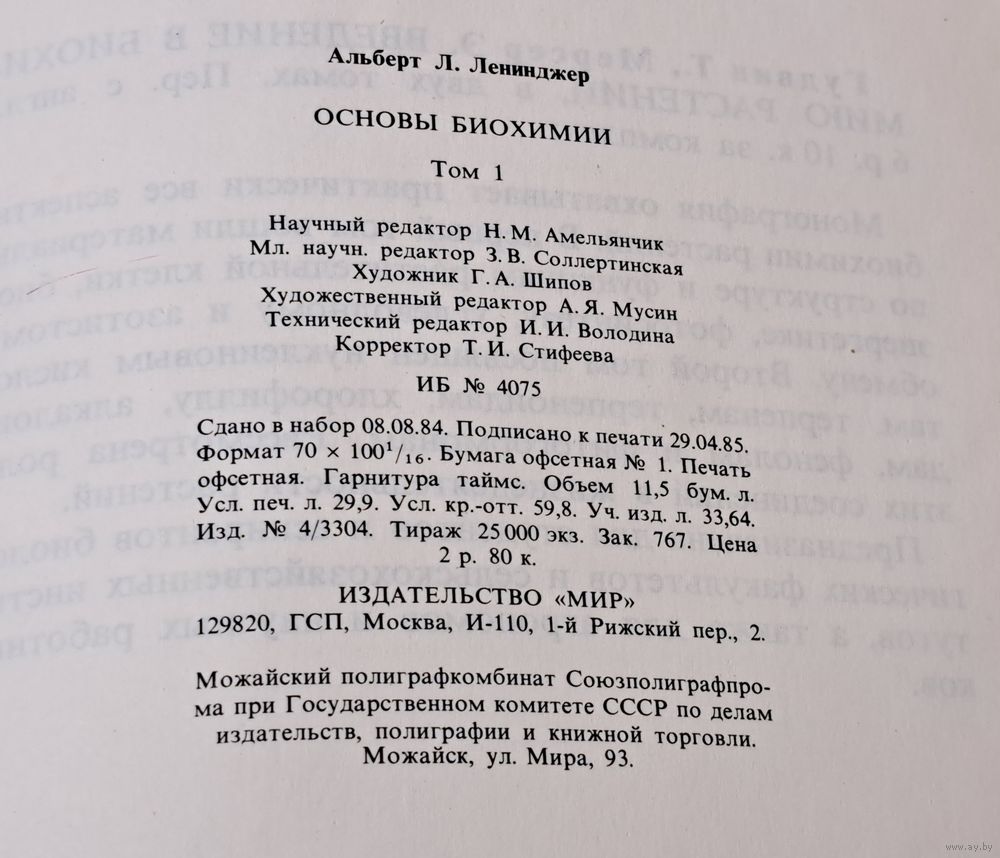 Альберт Л. Ленинджер
ОСНОВЫ БИОХИМИИ
Том 1
Научный редактор Н. М. Амельянчик
Мл. научн. редактор З. В. Соллертинская
Художник Г. А. Шипов
Художественный редактор А. Я. Мусин
Технический редактор И. И. Володина
Корректор Т. И. Стифеева
ИБ № 4075
Сдано в набор 08.08.84. Подписано к печати 29.04.85.
Формат 70 × 100¹/₁₆. Бумага офсетная № 1. Печать
офсетная. Гарнитура таймс. Объем 11,5 бум. л.
Усл. печ. л. 29,9. Усл. кр.-отт. 59,8. Уч. изд. л. 33,64.
Изд. № 4/3304. Тираж 25 000 экз. Зак. 767. Цена
2 р. 80 к.
ИЗДАТЕЛЬСТВО «МИР»
129820, ГСП, Москва, И-110, 1-й Рижский пер., 2.
Можайский полиграфкомбинат Союзполиграфпро-
ма при Государственном комитете СССР по делам
издательств, полиграфии и книжной торговли.
Можайск, ул. Мира, 93.
www.ay.by